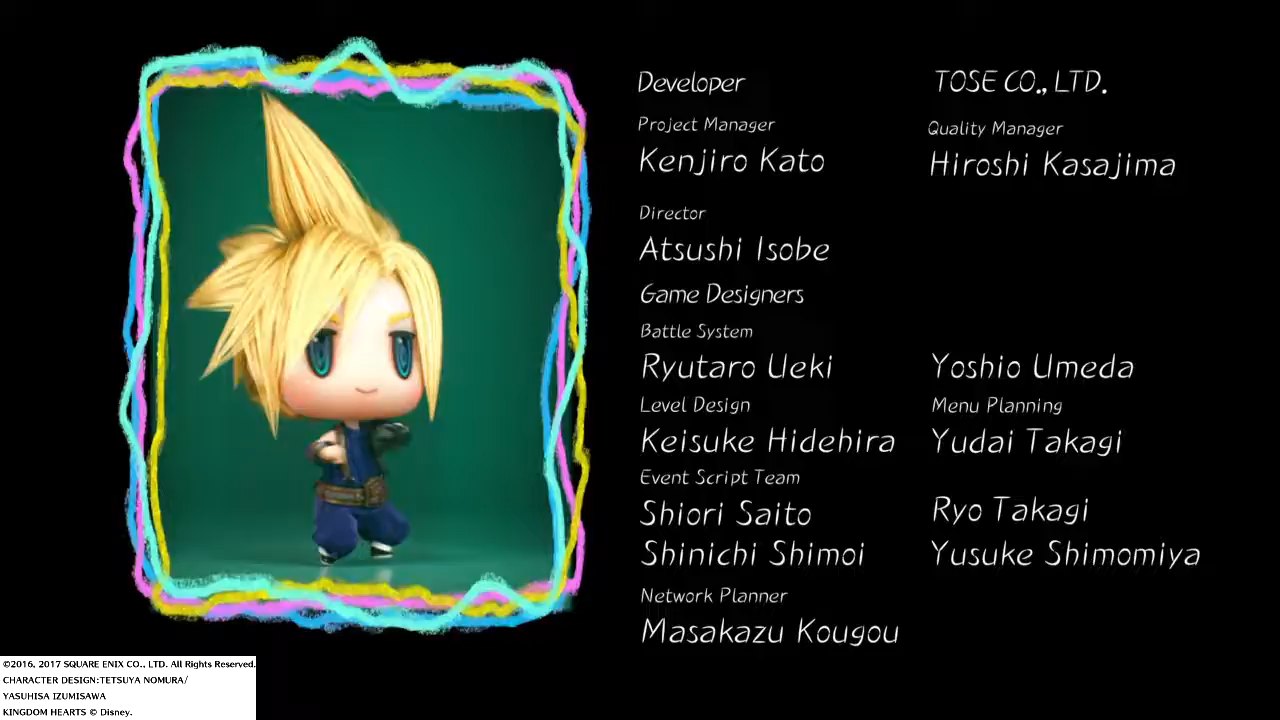 Developer TOSE CO., LTD.
Project Manager Quality Manager
Kenjiro Kato Hiroshi Kasajima
Director
Atsushi Isobe
Game Designers
Battle System
Ryutaro Ueki Yoshio Umeda
Level Design Menu Planning
Keisuke Hidehira Yudai Takagi
Event Script Team
Shiori Saito Ryo Takagi
Shinichi Shimoi Yusuke Shimomiya
Network Planner
Masakazu Kougou
©2016, 2017 SQUARE ENIX CO., LTD. All Rights Reserved.
CHARACTER DESIGN:TETSUYA NOMURA/
YASUHISA IZUMISAWA
KINGDOM HEARTS © Disney.